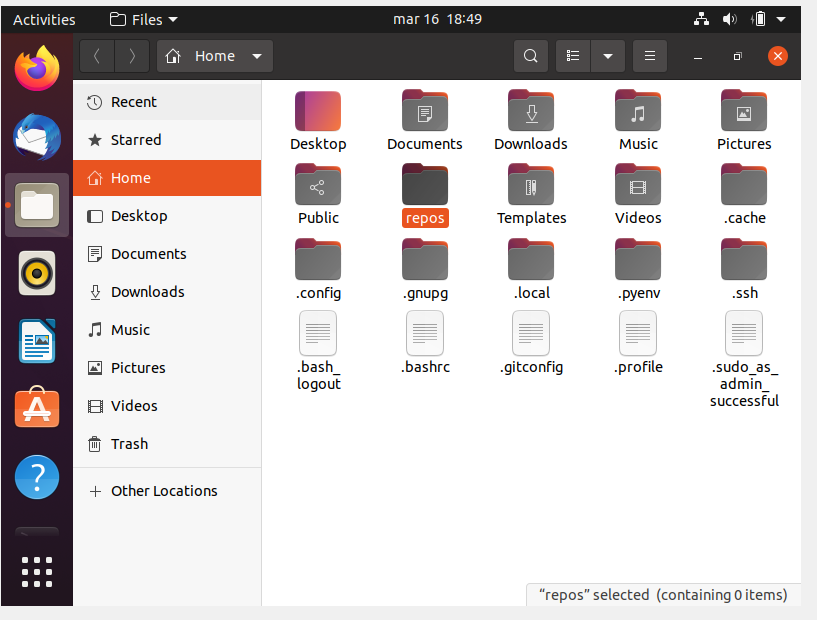 Activities
Files
mar 16 18:49
Home
Recent
Starred
Home
Desktop
Documents
Downloads
Music
Pictures
Videos
Trash
Other Locations
Desktop
Documents
Downloads
Music
Pictures
Public
repos
Templates
Videos
.cache
.config
.gnupg
.local
.pyenv
.ssh
.bash_
logout
.bashrc
.gitconfig
.profile
.sudo_as_
admin_
successful
“repos” selected (containing 0 items)